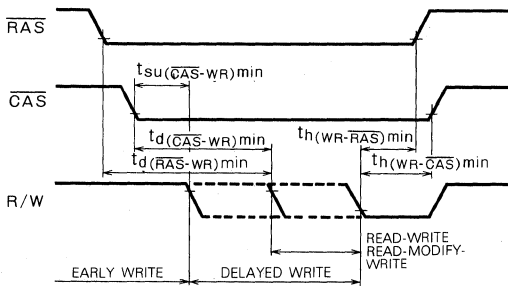 RAS
tsu(CAS-WR)min
CAS
td(CAS-WR)min
th(WR-RAS)min
td(RAS-WR)min
th(WR-CAS)min
R/W
READ-WRITE
READ-MODIFY-
WRITE
EARLY WRITE
DELAYED WRITE